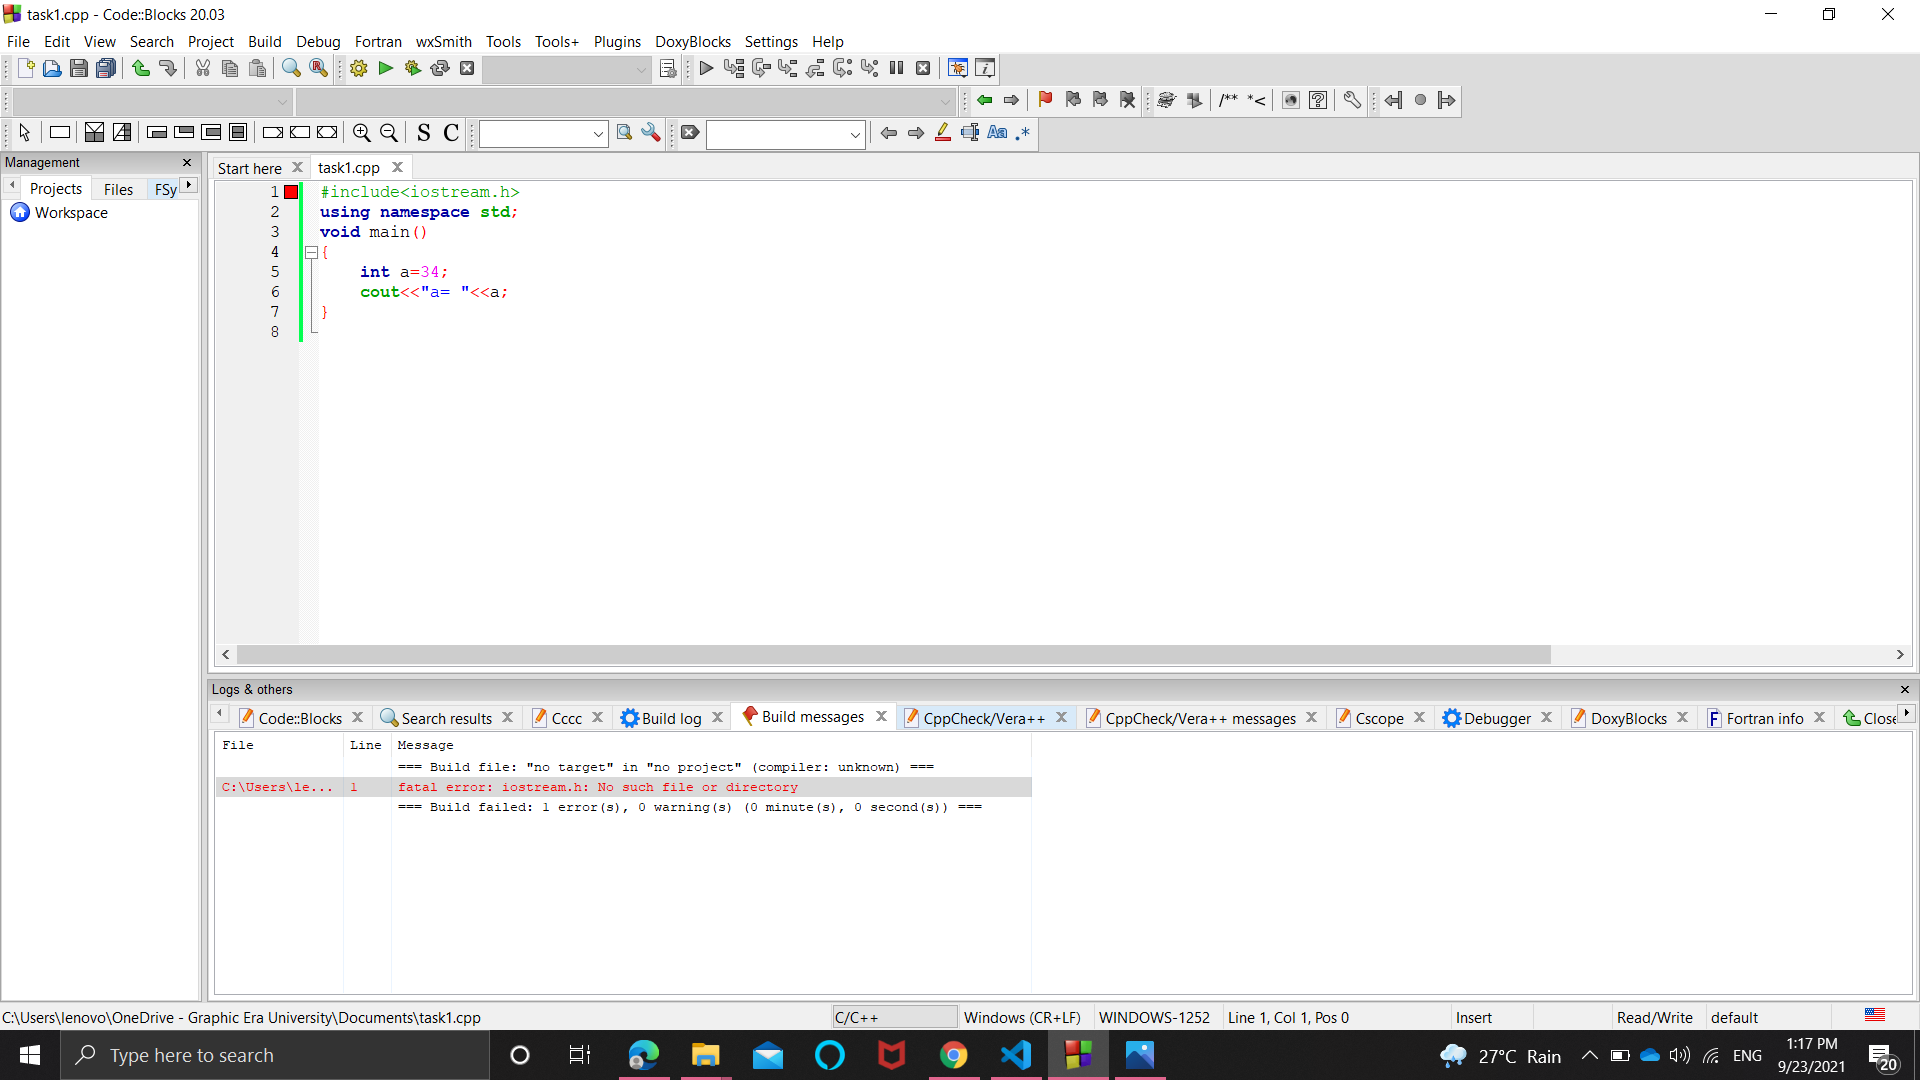 task1.cpp - Code::Blocks 20.03
File Edit View Search Project Build Debug Fortran wxSmith Tools Tools+ Plugins DoxyBlocks Settings Help
/** *<
S C
Aa .*
Management
Projects Files FSy
Workspace
Start here task1.cpp
1 #include<iostream.h>
2 using namespace std;
3 void main()
4 {
5 int a=34;
6 cout<<"a= "<<a;
7 }
8
Logs & others
Code::Blocks Search results Cccc Build log Build messages CppCheck/Vera++ CppCheck/Vera++ messages Cscope Debugger DoxyBlocks Fortran info Close
File Line Message
=== Build file: "no target" in "no project" (compiler: unknown) ===
C:\Users\le... 1 fatal error: iostream.h: No such file or directory
=== Build failed: 1 error(s), 0 warning(s) (0 minute(s), 0 second(s)) ===
C:\Users\lenovo\OneDrive - Graphic Era University\Documents\task1.cpp C/C++ Windows (CR+LF) WINDOWS-1252 Line 1, Col 1, Pos 0 Insert Read/Write default
Type here to search
27°C Rain ENG
1:17 PM
9/23/2021
20